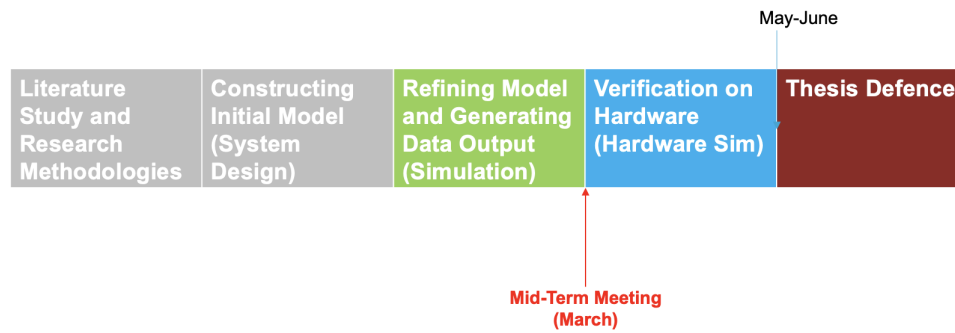 May-June
Literature
Study and
Research
Methodologies
Constructing
Initial Model
(System
Design)
Refining Model
and Generating
Data Output
(Simulation)
Verification on
Hardware
(Hardware Sim)
Thesis Defence
Mid-Term Meeting
(March)